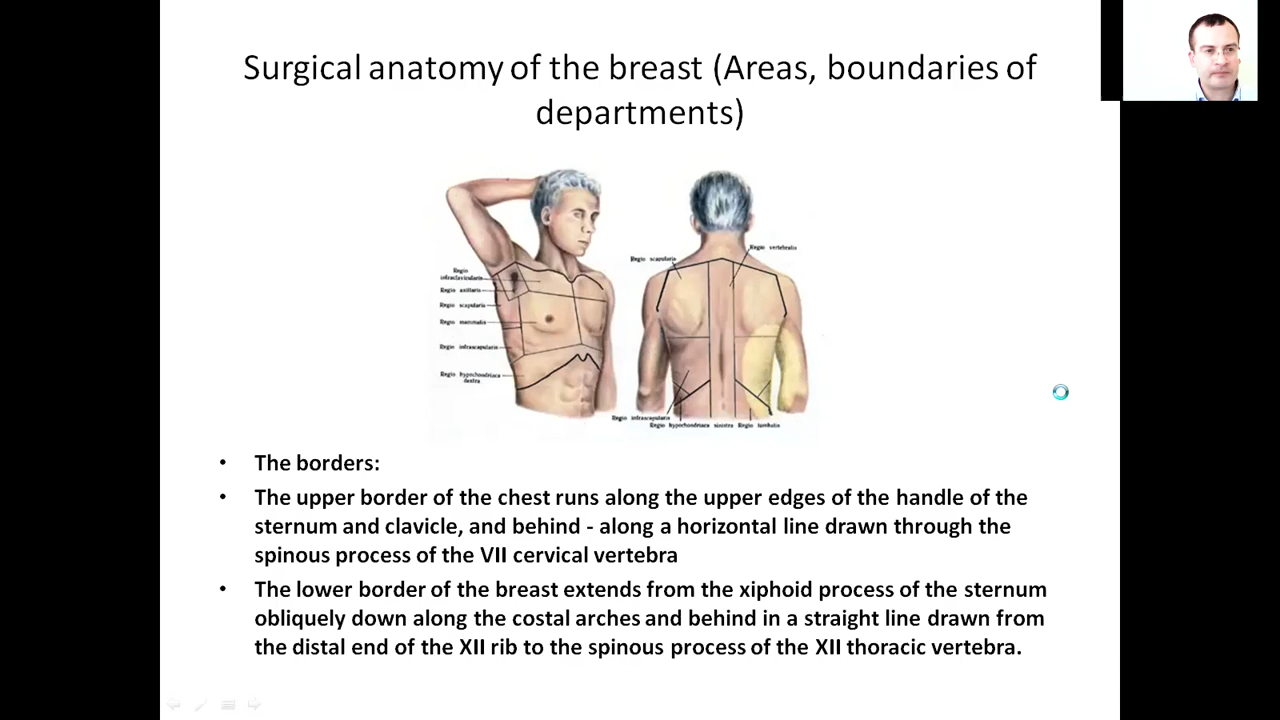 Surgical anatomy of the breast (Areas, boundaries of
departments)
Regio vertebralis
Regio scapularis
Regio
infraclavicularis
Regio axillaris
Regio scapularis
Regio mammalis
Regio infrascapularis
Regio hypochondriaca
dextra
Regio infrascapularis
Regio hypochondriaca sinistra Regio lumbalis
• The borders:
• The upper border of the chest runs along the upper edges of the handle of the
sternum and clavicle, and behind - along a horizontal line drawn through the
spinous process of the VII cervical vertebra
• The lower border of the breast extends from the xiphoid process of the sternum
obliquely down along the costal arches and behind in a straight line drawn from
the distal end of the XII rib to the spinous process of the XII thoracic vertebra.